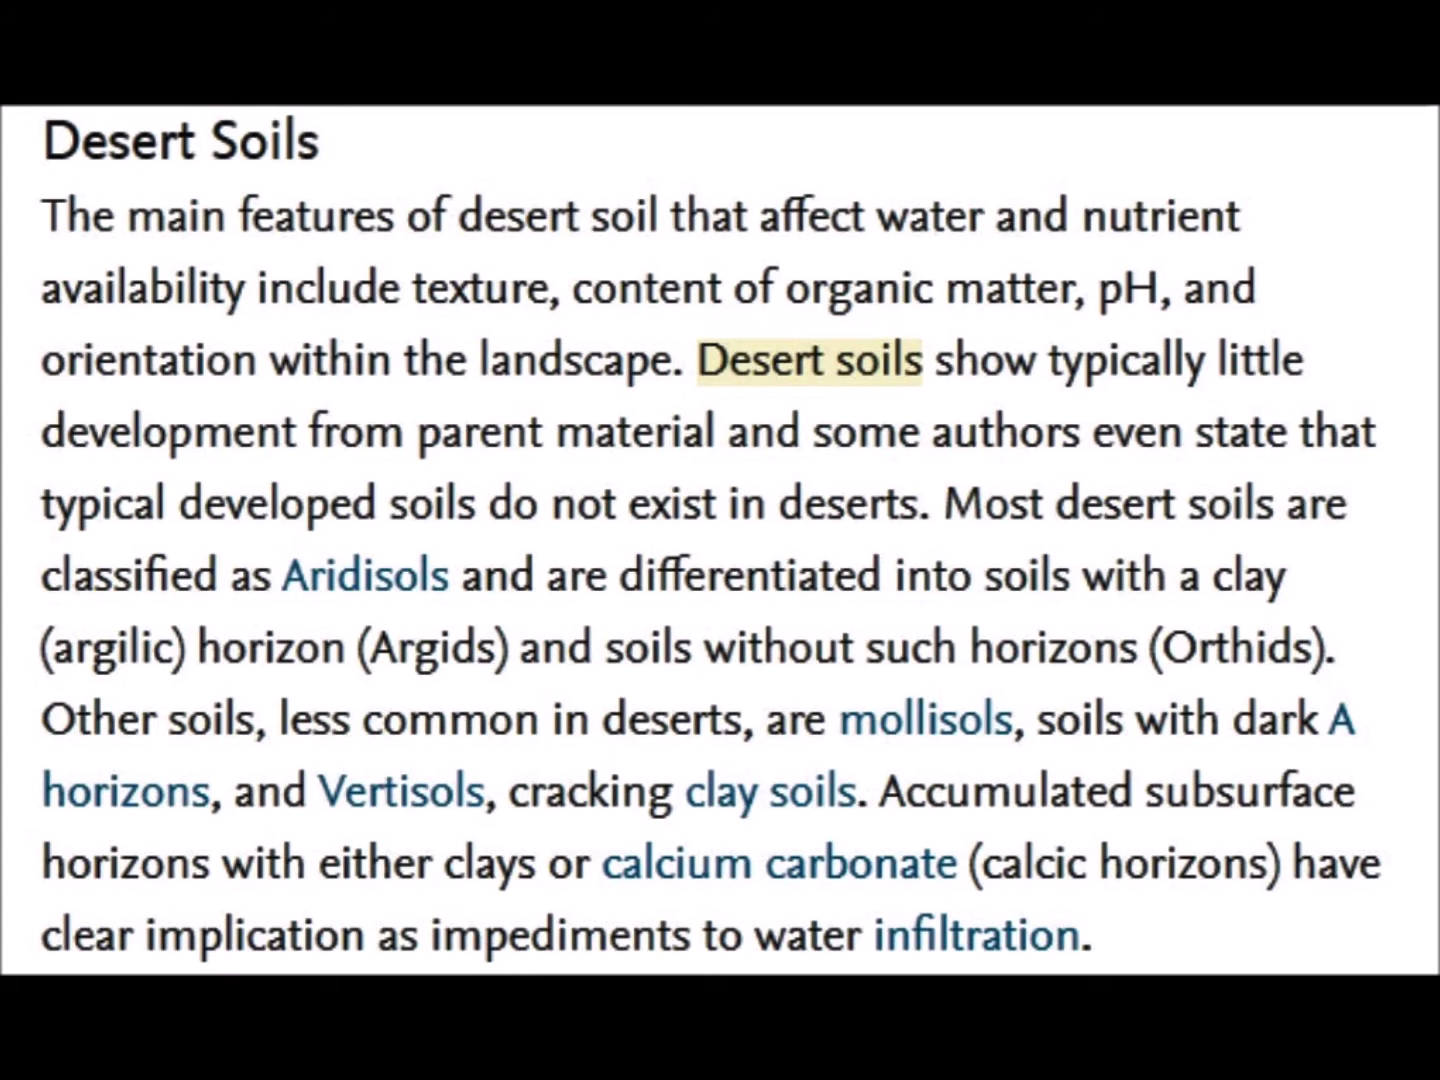 Desert Soils
The main features of desert soil that affect water and nutrient
availability include texture, content of organic matter, pH, and
orientation within the landscape. Desert soils show typically little
development from parent material and some authors even state that
typical developed soils do not exist in deserts. Most desert soils are
classified as Aridisols and are differentiated into soils with a clay
(argilic) horizon (Argids) and soils without such horizons (Orthids).
Other soils, less common in deserts, are mollisols, soils with dark A
horizons, and Vertisols, cracking clay soils. Accumulated subsurface
horizons with either clays or calcium carbonate (calcic horizons) have
clear implication as impediments to water infiltration.